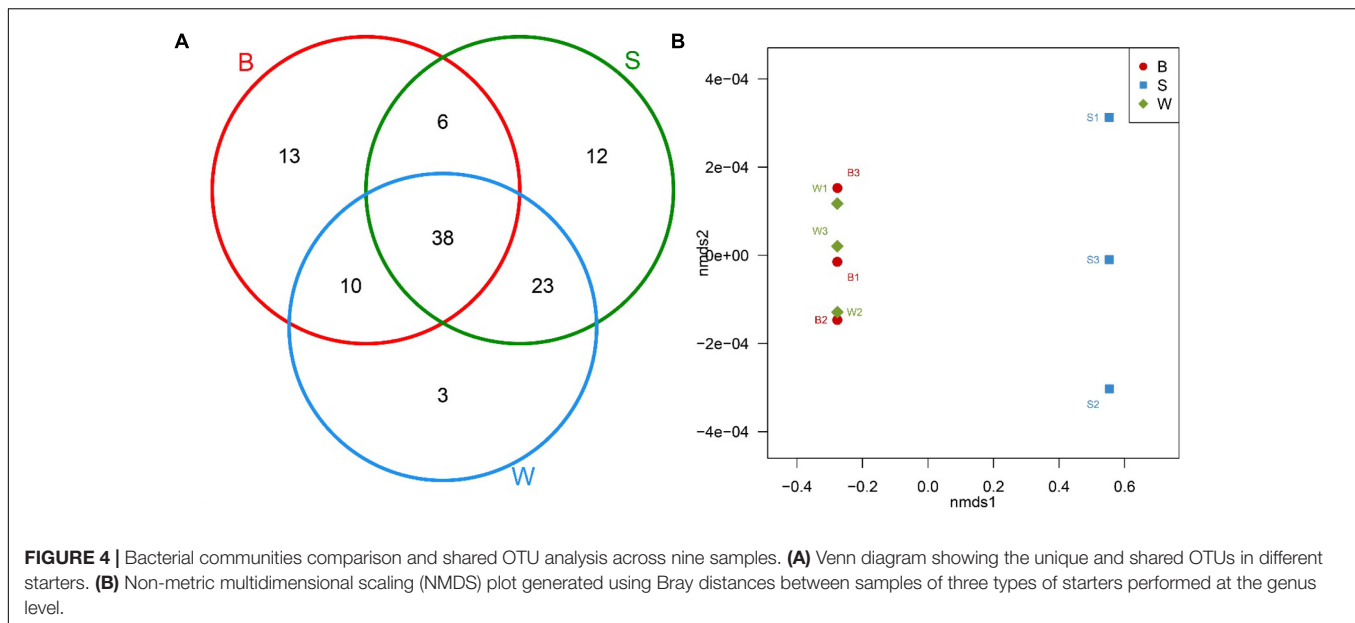 A
B
S
13
6
12
38
10
23
3
W
B
4e−04
2e−04
0e+00
−2e−04
−4e−04
nmds2
−0.4
−0.2
0.0
0.2
0.4
0.6
nmds1
B
S
W
S1
B3
W1
W3
S3
B1
B2
W2
S2
FIGURE 4 | Bacterial communities comparison and shared OTU analysis across nine samples. (A) Venn diagram showing the unique and shared OTUs in different
starters. (B) Non-metric multidimensional scaling (NMDS) plot generated using Bray distances between samples of three types of starters performed at the genus
level.